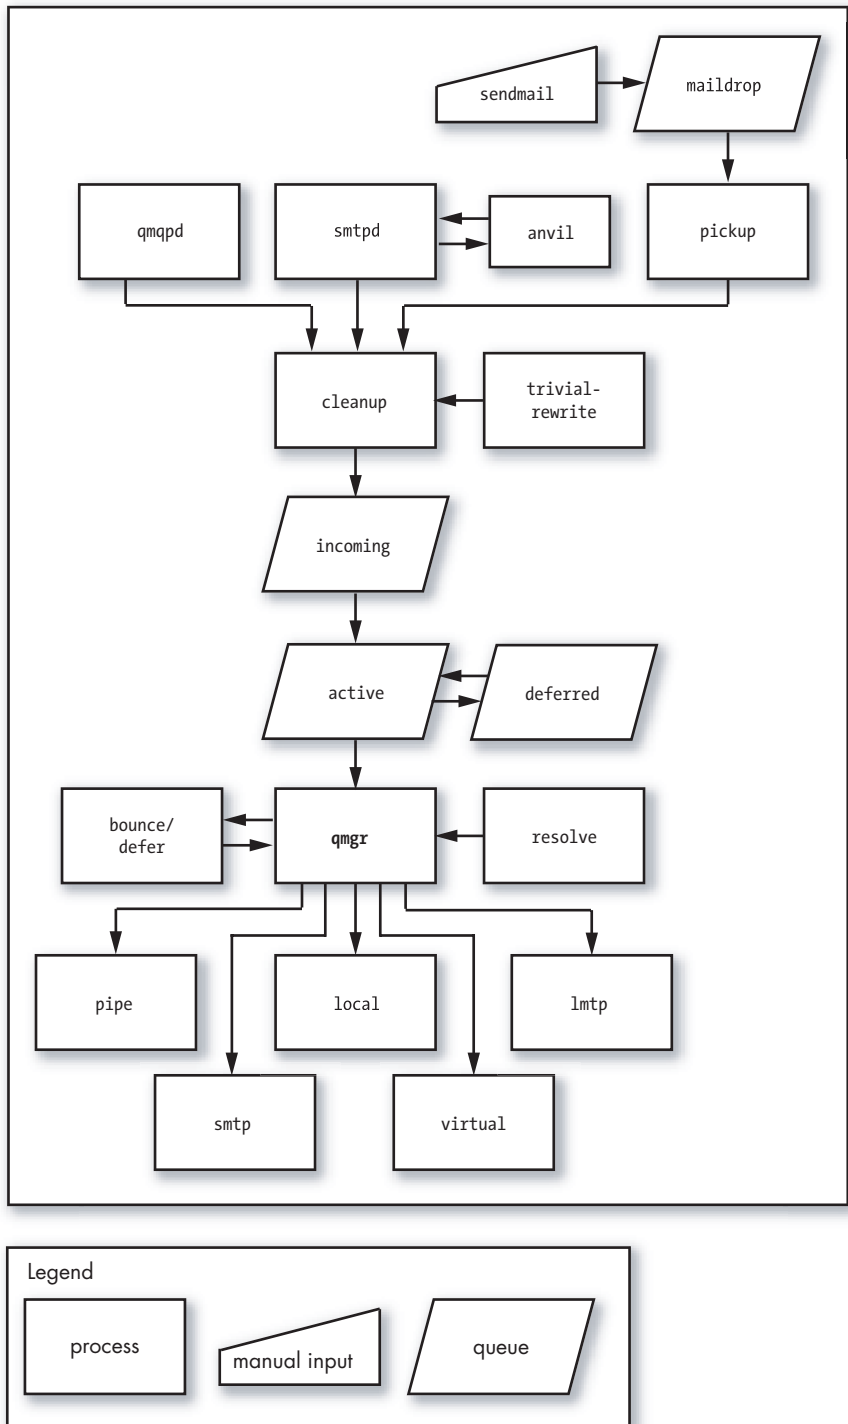 sendmail
maildrop
qmqpd
smtpd
anvil
pickup
cleanup
trivial-
rewrite
incoming
active
deferred
bounce/
defer
qmgr
resolve
pipe
local
lmtp
smtp
virtual
Legend
process
manual input
queue